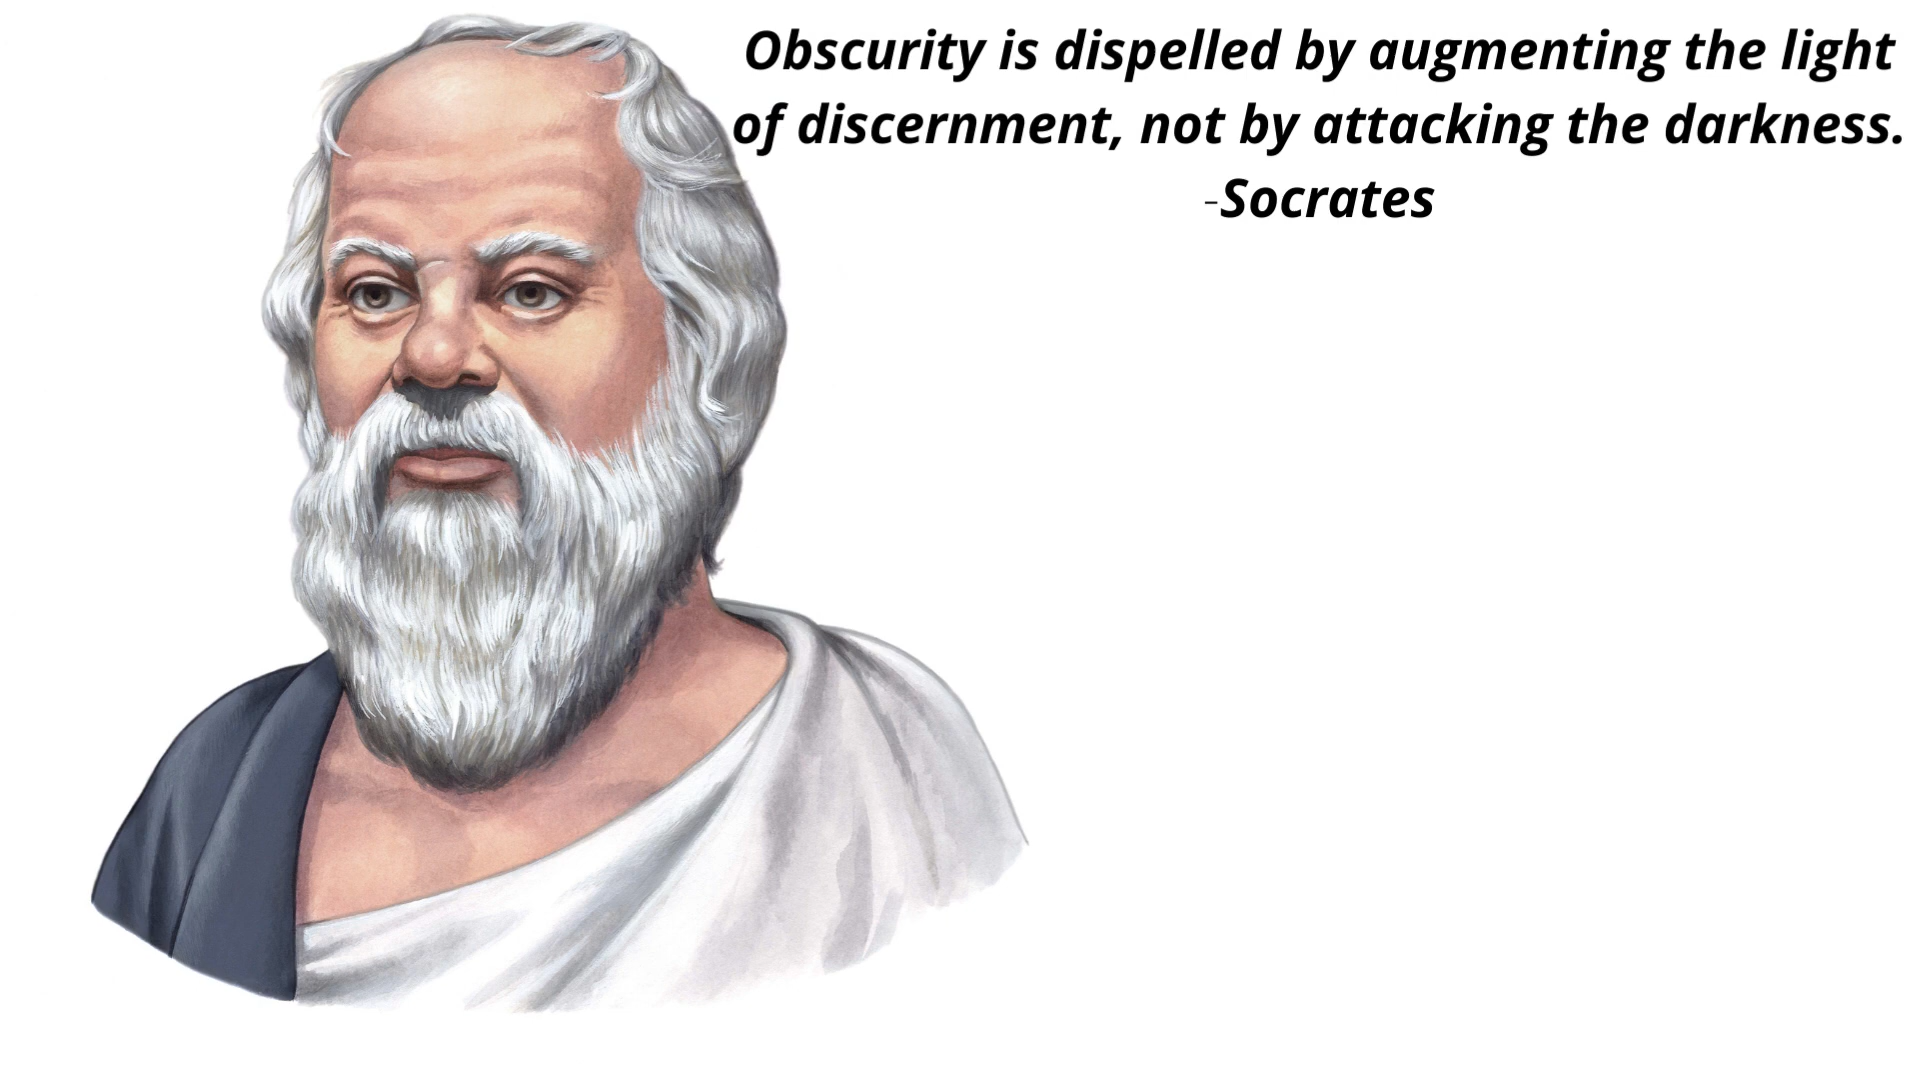 Obscurity is dispelled by augmenting the light
of discernment, not by attacking the darkness.
-Socrates